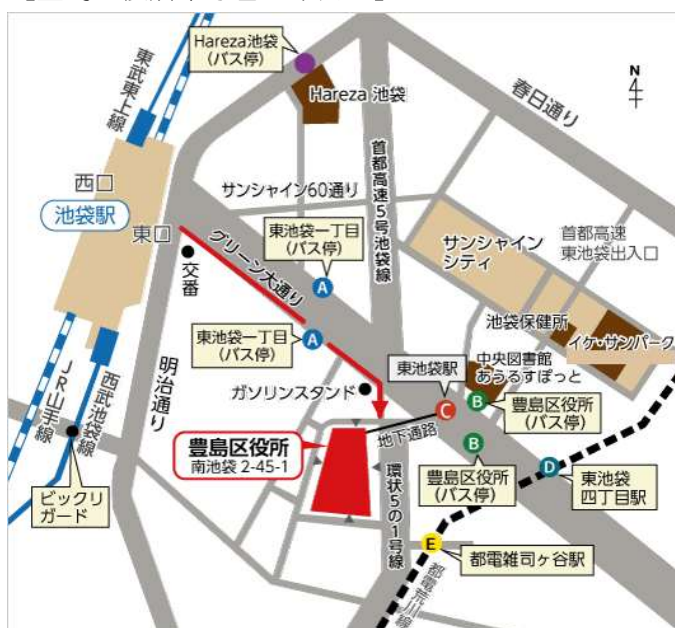 Hareza池袋
(バス停)
Hareza 池袋
N
東武東上線
春日通り
首都高速5号池袋線
西口
池袋駅
サンシャイン60通り
東口
東池袋一丁目
(バス停)
サンシャイン
シティ
首都高速
東池袋出入口
グリーン大通り
A
交番
池袋保健所
イケ・サンパーク
A
東池袋一丁目
(バス停)
中央図書館
あうるすぽっと
東池袋駅
明治通り
ガソリンスタンド
C
B
豊島区役所
(バス停)
JR山手線
西武池袋線
豊島区役所
南池袋 2-45-1
地下通路
B
豊島区役所
(バス停)
D
東池袋
四丁目駅
ビックリ
ガード
環状5の1号線
E
都電雑司ヶ谷駅
都電荒川線